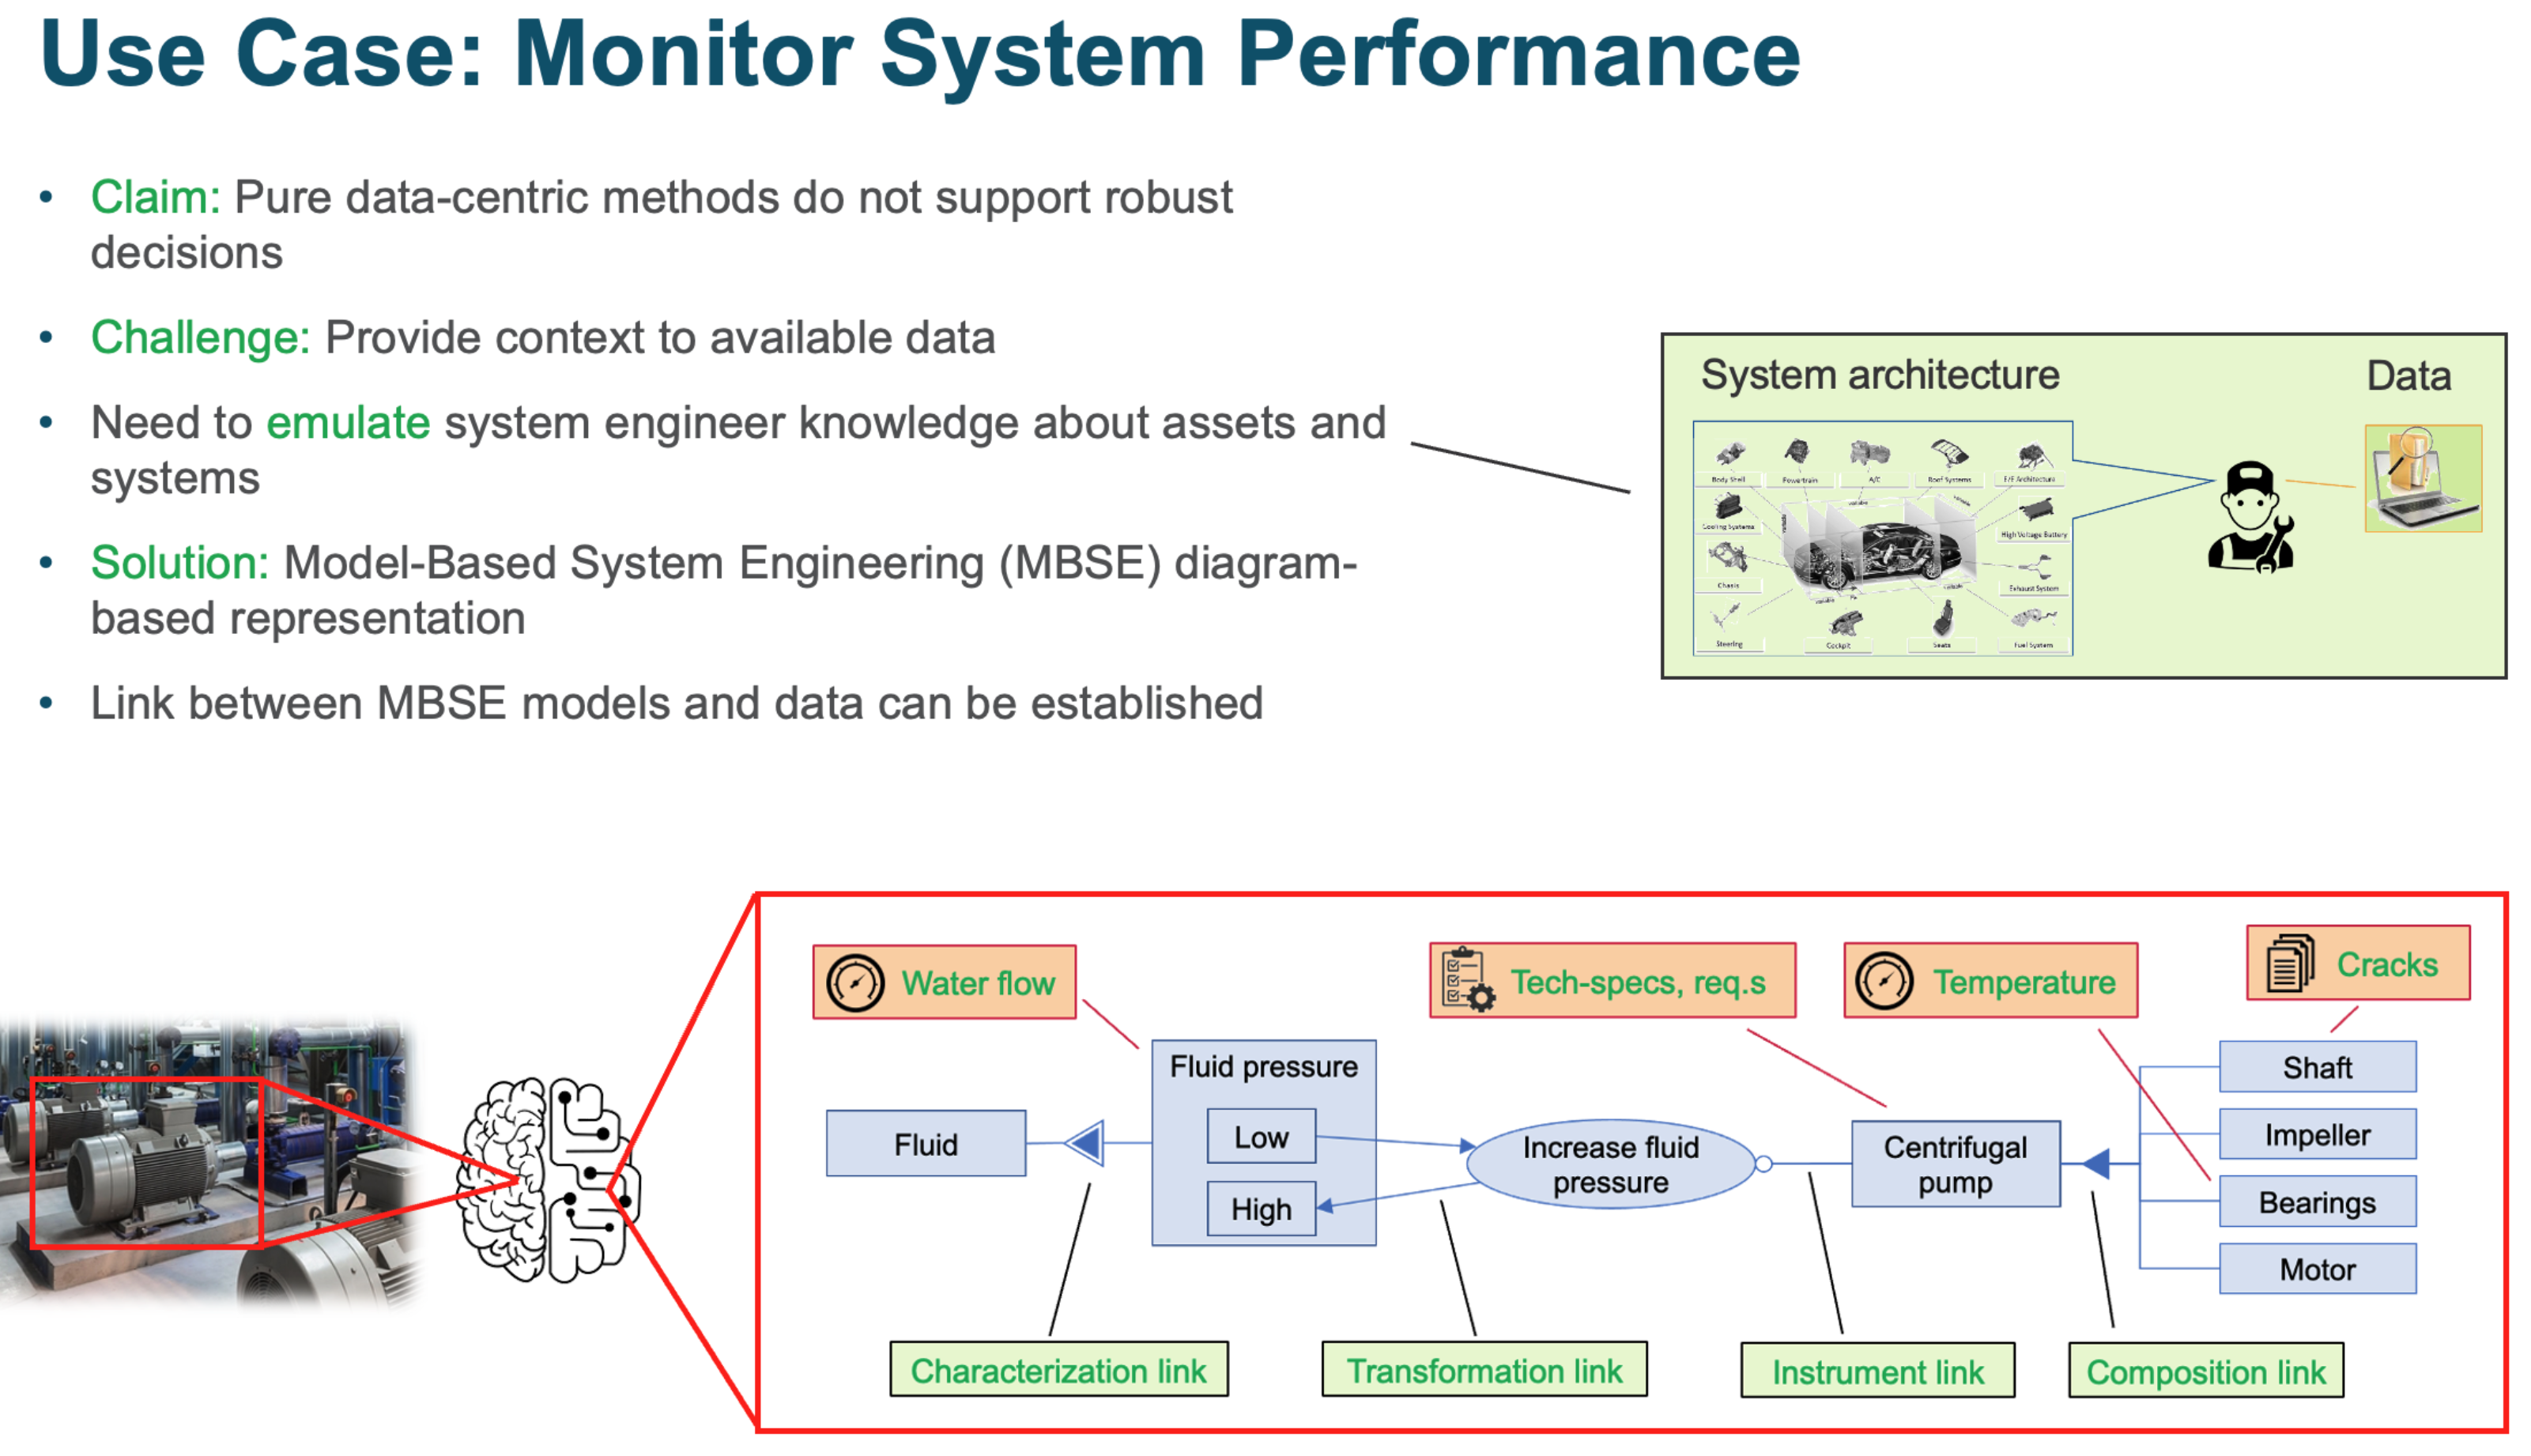 Use Case: Monitor System Performance
• Claim: Pure data-centric methods do not support robust
decisions
• Challenge: Provide context to available data
• Need to emulate system engineer knowledge about assets and
systems
• Solution: Model-Based System Engineering (MBSE) diagram-
based representation
• Link between MBSE models and data can be established
System architecture
Data
Body Shell
Powertrain
A/C
Roof Systems
E/E Architecture
Cooling Systems
High Voltage Battery
Chasis
Exhaust System
Steering
Cockpit
Seats
Fuel System
variable
variable
Water flow
Tech-specs, req.s
Temperature
Cracks
Fluid
Fluid pressure
Low
High
Increase fluid
pressure
Centrifugal
pump
Shaft
Impeller
Bearings
Motor
Characterization link
Transformation link
Instrument link
Composition link